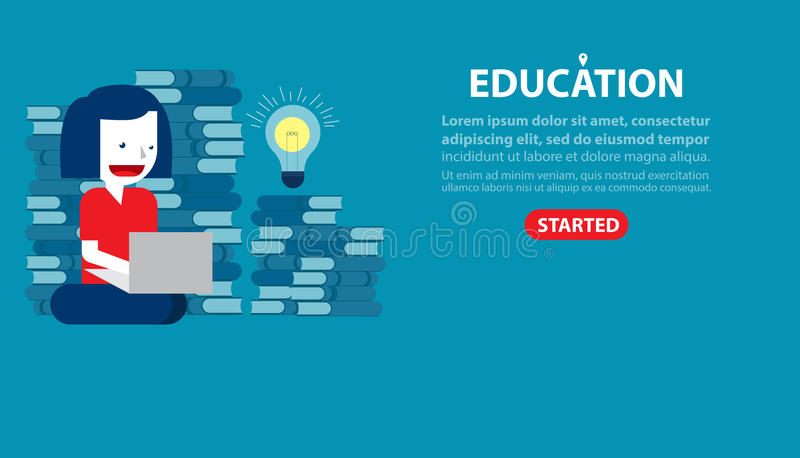 EDUCATION
Lorem ipsum dolor sit amet, consectetur
adipiscing elit, sed do eiusmod tempor
incididunt ut labore et dolore magna aliqua.
Ut enim ad minim veniam, quis nostrud exercitation
ullamco laboris nisi ut aliquip ex ea commodo consequat.
STARTED
dreamstime